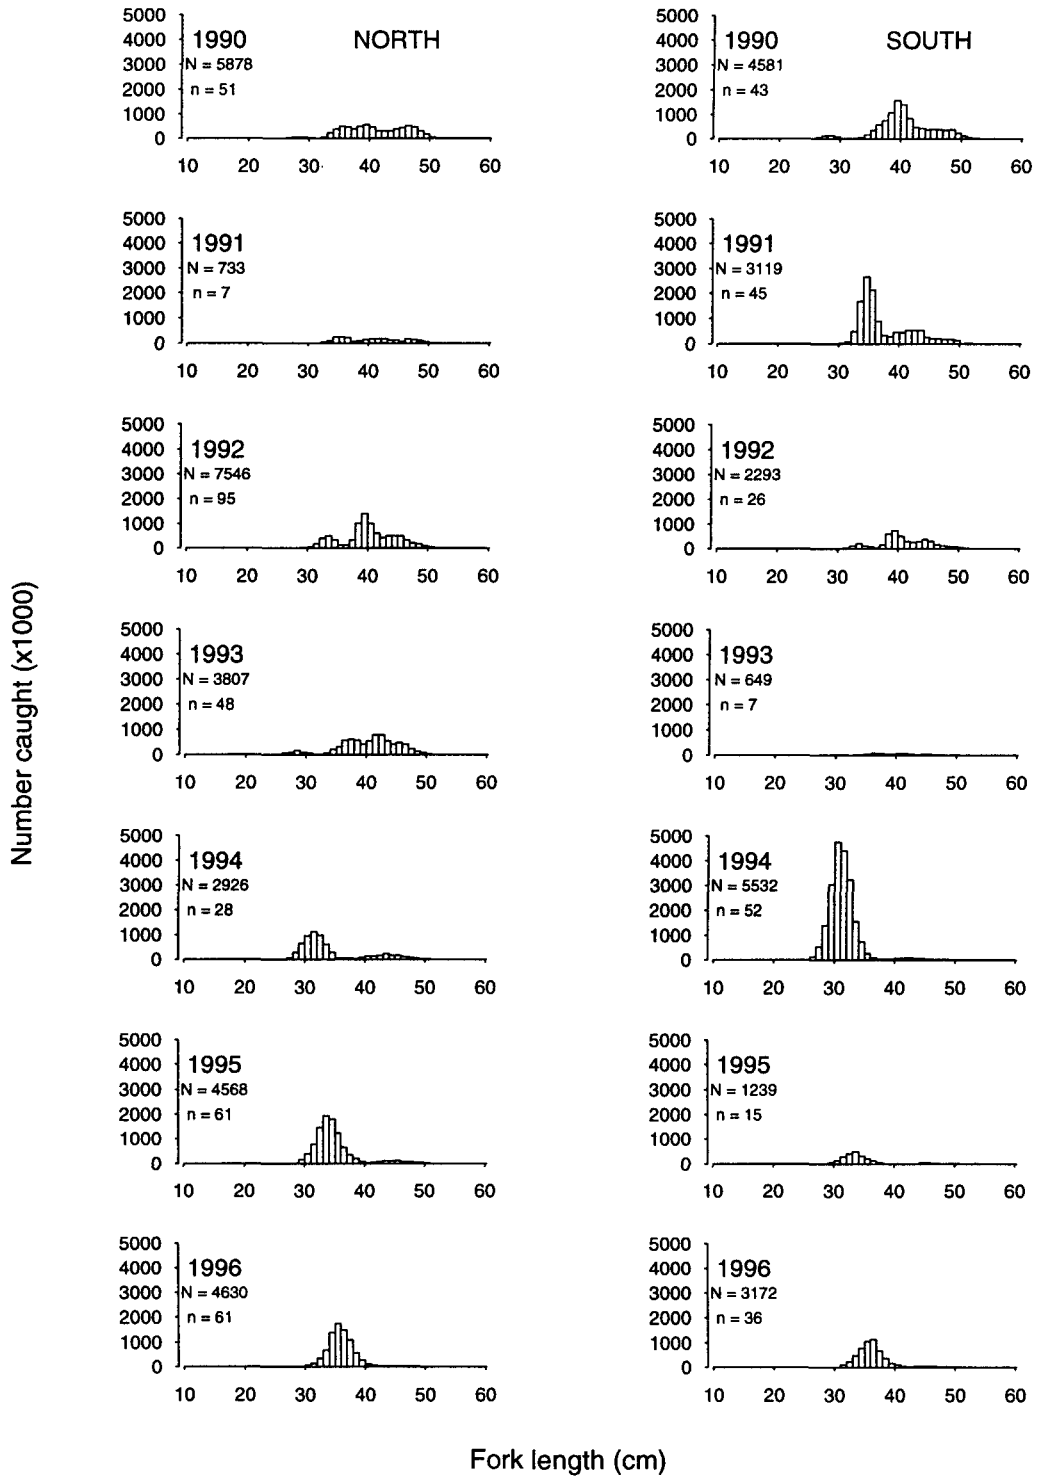 5000
4000
3000
2000
1000
0
1990 NORTH
N = 5878
n = 51
10 20 30 40 50 60
5000
4000
3000
2000
1000
0
1990 SOUTH
N = 4581
n = 43
10 20 30 40 50 60
5000
4000
3000
2000
1000
0
1991
N = 733
n = 7
10 20 30 40 50 60
5000
4000
3000
2000
1000
0
1991
N = 3119
n = 45
10 20 30 40 50 60
5000
4000
3000
2000
1000
0
1992
N = 7546
n = 95
10 20 30 40 50 60
5000
4000
3000
2000
1000
0
1992
N = 2293
n = 26
10 20 30 40 50 60
Number caught (x1000)
5000
4000
3000
2000
1000
0
1993
N = 3807
n = 48
10 20 30 40 50 60
5000
4000
3000
2000
1000
0
1993
N = 649
n = 7
10 20 30 40 50 60
5000
4000
3000
2000
1000
0
1994
N = 2926
n = 28
10 20 30 40 50 60
5000
4000
3000
2000
1000
0
1994
N = 5532
n = 52
10 20 30 40 50 60
5000
4000
3000
2000
1000
0
1995
N = 4568
n = 61
10 20 30 40 50 60
5000
4000
3000
2000
1000
0
1995
N = 1239
n = 15
10 20 30 40 50 60
5000
4000
3000
2000
1000
0
1996
N = 4630
n = 61
10 20 30 40 50 60
5000
4000
3000
2000
1000
0
1996
N = 3172
n = 36
10 20 30 40 50 60
Fork length (cm)